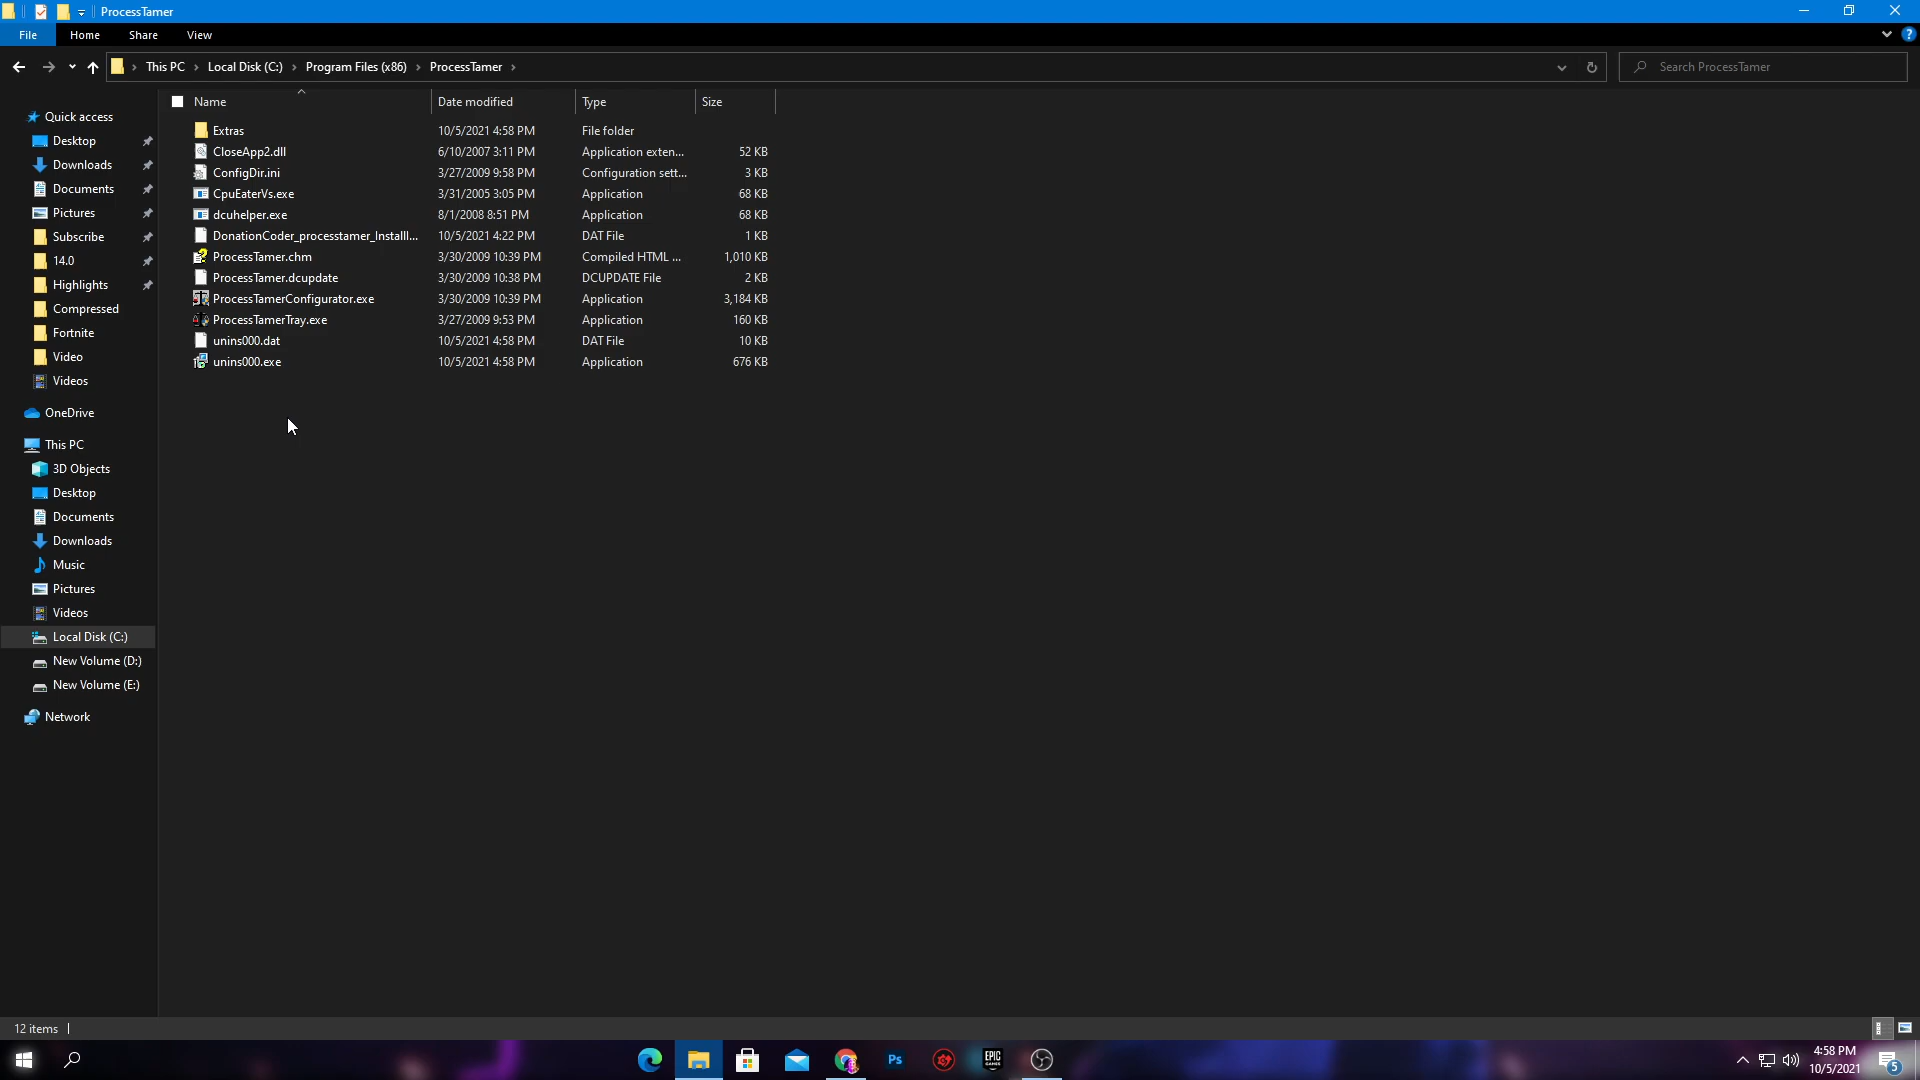 ProcessTamer
File Home Share View
This PC Local Disk (C:) Program Files (x86) ProcessTamer
Search ProcessTamer
Name Date modified Type Size
Extras 10/5/2021 4:58 PM File folder
CloseApp2.dll 6/10/2007 3:11 PM Application exten... 52 KB
ConfigDir.ini 3/27/2009 9:58 PM Configuration sett... 3 KB
CpuEaterVs.exe 3/31/2005 3:05 PM Application 68 KB
dcuhelper.exe 8/1/2008 8:51 PM Application 68 KB
DonationCoder_processtamer_InstallI... 10/5/2021 4:22 PM DAT File 1 KB
ProcessTamer.chm 3/30/2009 10:39 PM Compiled HTML ... 1,010 KB
ProcessTamer.dcupdate 3/30/2009 10:38 PM DCUPDATE File 2 KB
ProcessTamerConfigurator.exe 3/30/2009 10:39 PM Application 3,184 KB
ProcessTamerTray.exe 3/27/2009 9:53 PM Application 160 KB
unins000.dat 10/5/2021 4:58 PM DAT File 10 KB
unins000.exe 10/5/2021 4:58 PM Application 676 KB
Quick access
Desktop
Downloads
Documents
Pictures
Subscribe
14.0
Highlights
Compressed
Fortnite
Video
Videos
OneDrive
This PC
3D Objects
Desktop
Documents
Downloads
Music
Pictures
Videos
Local Disk (C:)
New Volume (D:)
New Volume (E:)
Network
12 items
Ps
EPIC
GAMES
4:58 PM
10/5/2021
5